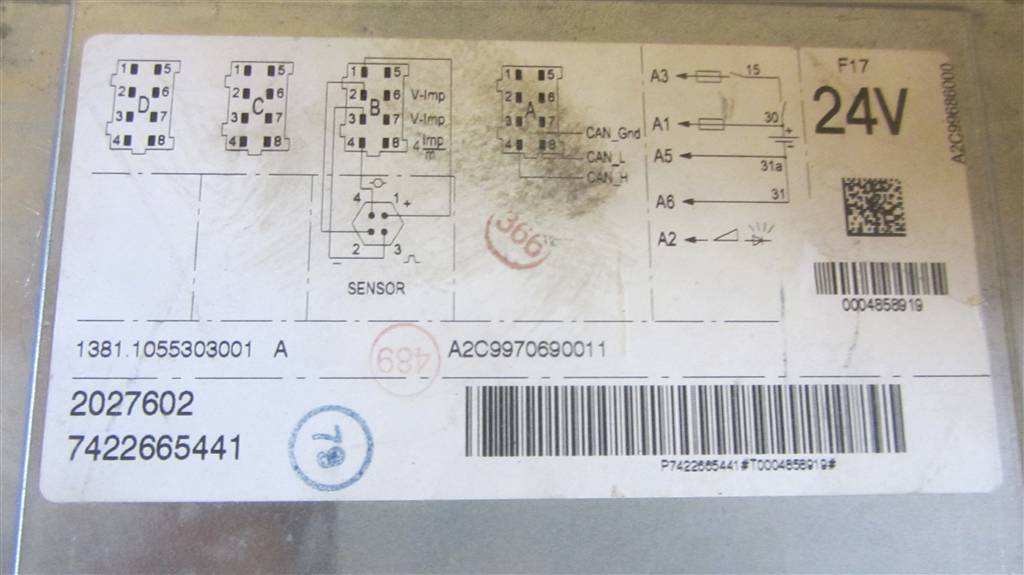 1 5 1 5 1 5 1 5
2 6 2 6 2 6 2 6
3 7 3 7 3 7 3 7
4 8 4 8 4 8 4 8
D C B A
V-Imp
V-Imp
4 Imp/m
CAN_Gnd
CAN_L
CAN_H
A3 15
A1 30
+
–
A5 31a
A6 31
A2
F17
24V
A2C99686000
4 1 +
2 3
–
SENSOR
366
0004858919
1381.1055303001 A
489
A2C9970690011
2027602
7422665441
78
P7422665441#T0004858919#